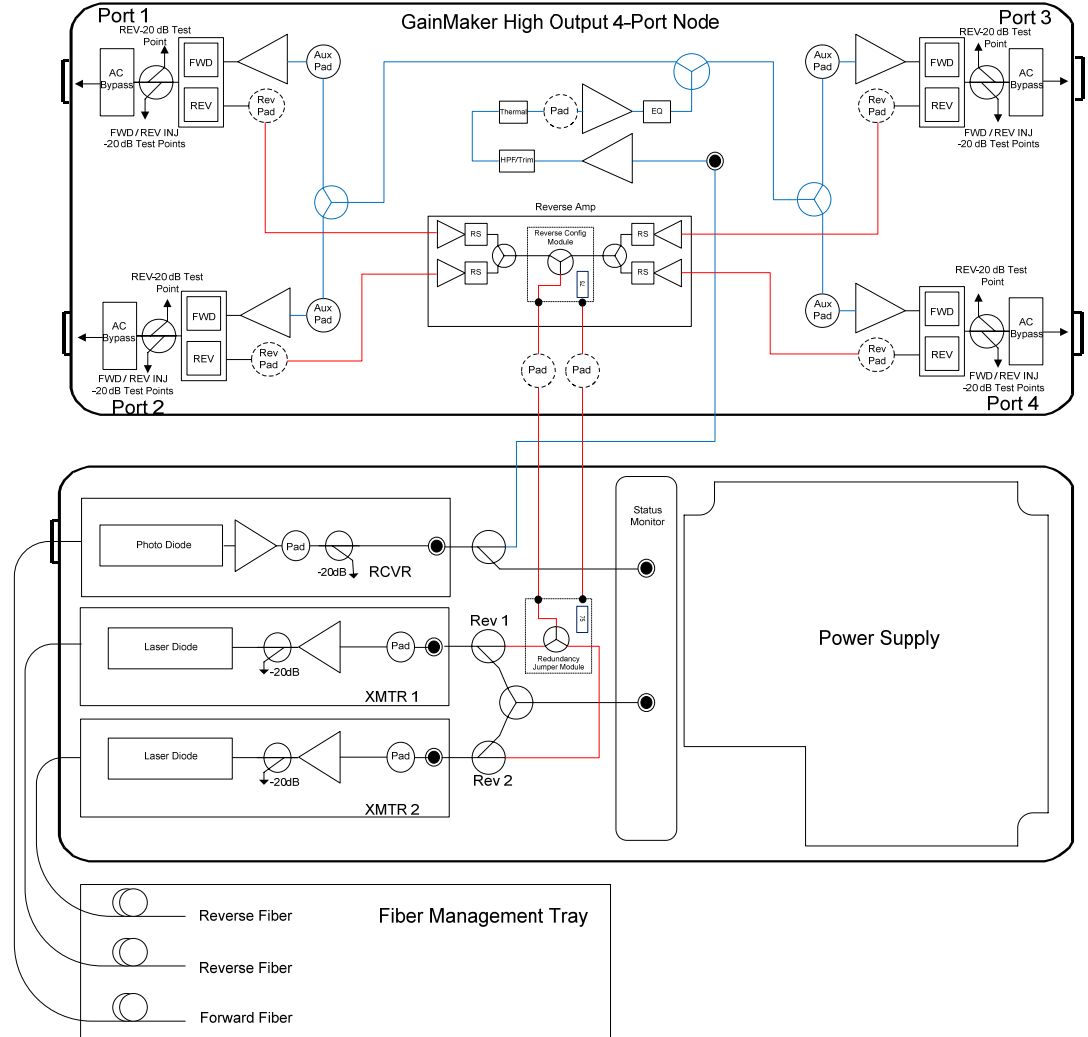 GainMaker High Output 4-Port Node
Port 1
REV-20 dB Test
Point
AC
Bypass
FWD
REV
Rev
Pad
Aux
Pad
FWD/REV INJ
-20 dB Test Points
Port 3
REV-20 dB Test
Point
Aux
Pad
FWD
REV
Rev
Pad
AC
Bypass
FWD/REV INJ
-20 dB Test Points
Thermal
Pad
EQ
HPF/Trim
Reverse Amp
RS
RS
Reverse Config
Module
RS
RS
REV-20 dB Test
Point
AC
Bypass
FWD
REV
Rev
Pad
Aux
Pad
FWD/REV INJ
-20 dB Test Points
Port 2
REV-20 dB Test
Point
Aux
Pad
FWD
REV
Rev
Pad
AC
Bypass
FWD/REV INJ
-20 dB Test Points
Port 4
Pad
Pad
Photo Diode
Pad
-20dB
RCVR
Status
Monitor
Power Supply
Laser Diode
-20dB
Pad
XMTR 1
Rev 1
75
Redundancy
Jumper Module
Laser Diode
-20dB
Pad
XMTR 2
Rev 2
Fiber Management Tray
Reverse Fiber
Reverse Fiber
Forward Fiber